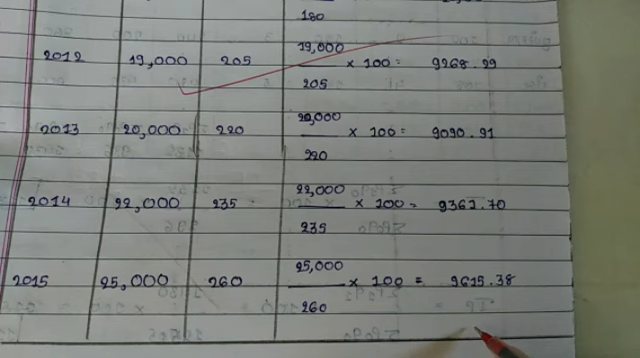 180
2012 19,000 205 19,000 / 205 × 100 = 9268.29
2013 20,000 220 20,000 / 220 × 100 = 9090.91
2014 22,000 235 22,000 / 235 × 100 = 9361.70
2015 25,000 260 25,000 / 260 × 100 = 9615.38